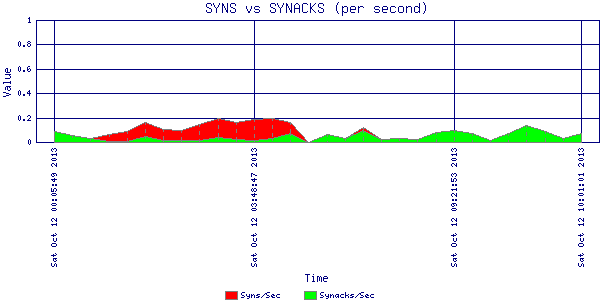 SYNS vs SYNACKS (per second)
1
0.8
0.6
0.4
0.2
0
Value
Sat Oct 12 00:05:49 2013
Sat Oct 12 03:48:47 2013
Sat Oct 12 09:21:53 2013
Sat Oct 12 10:01:01 2013
Time
Syns/Sec
Synacks/Sec